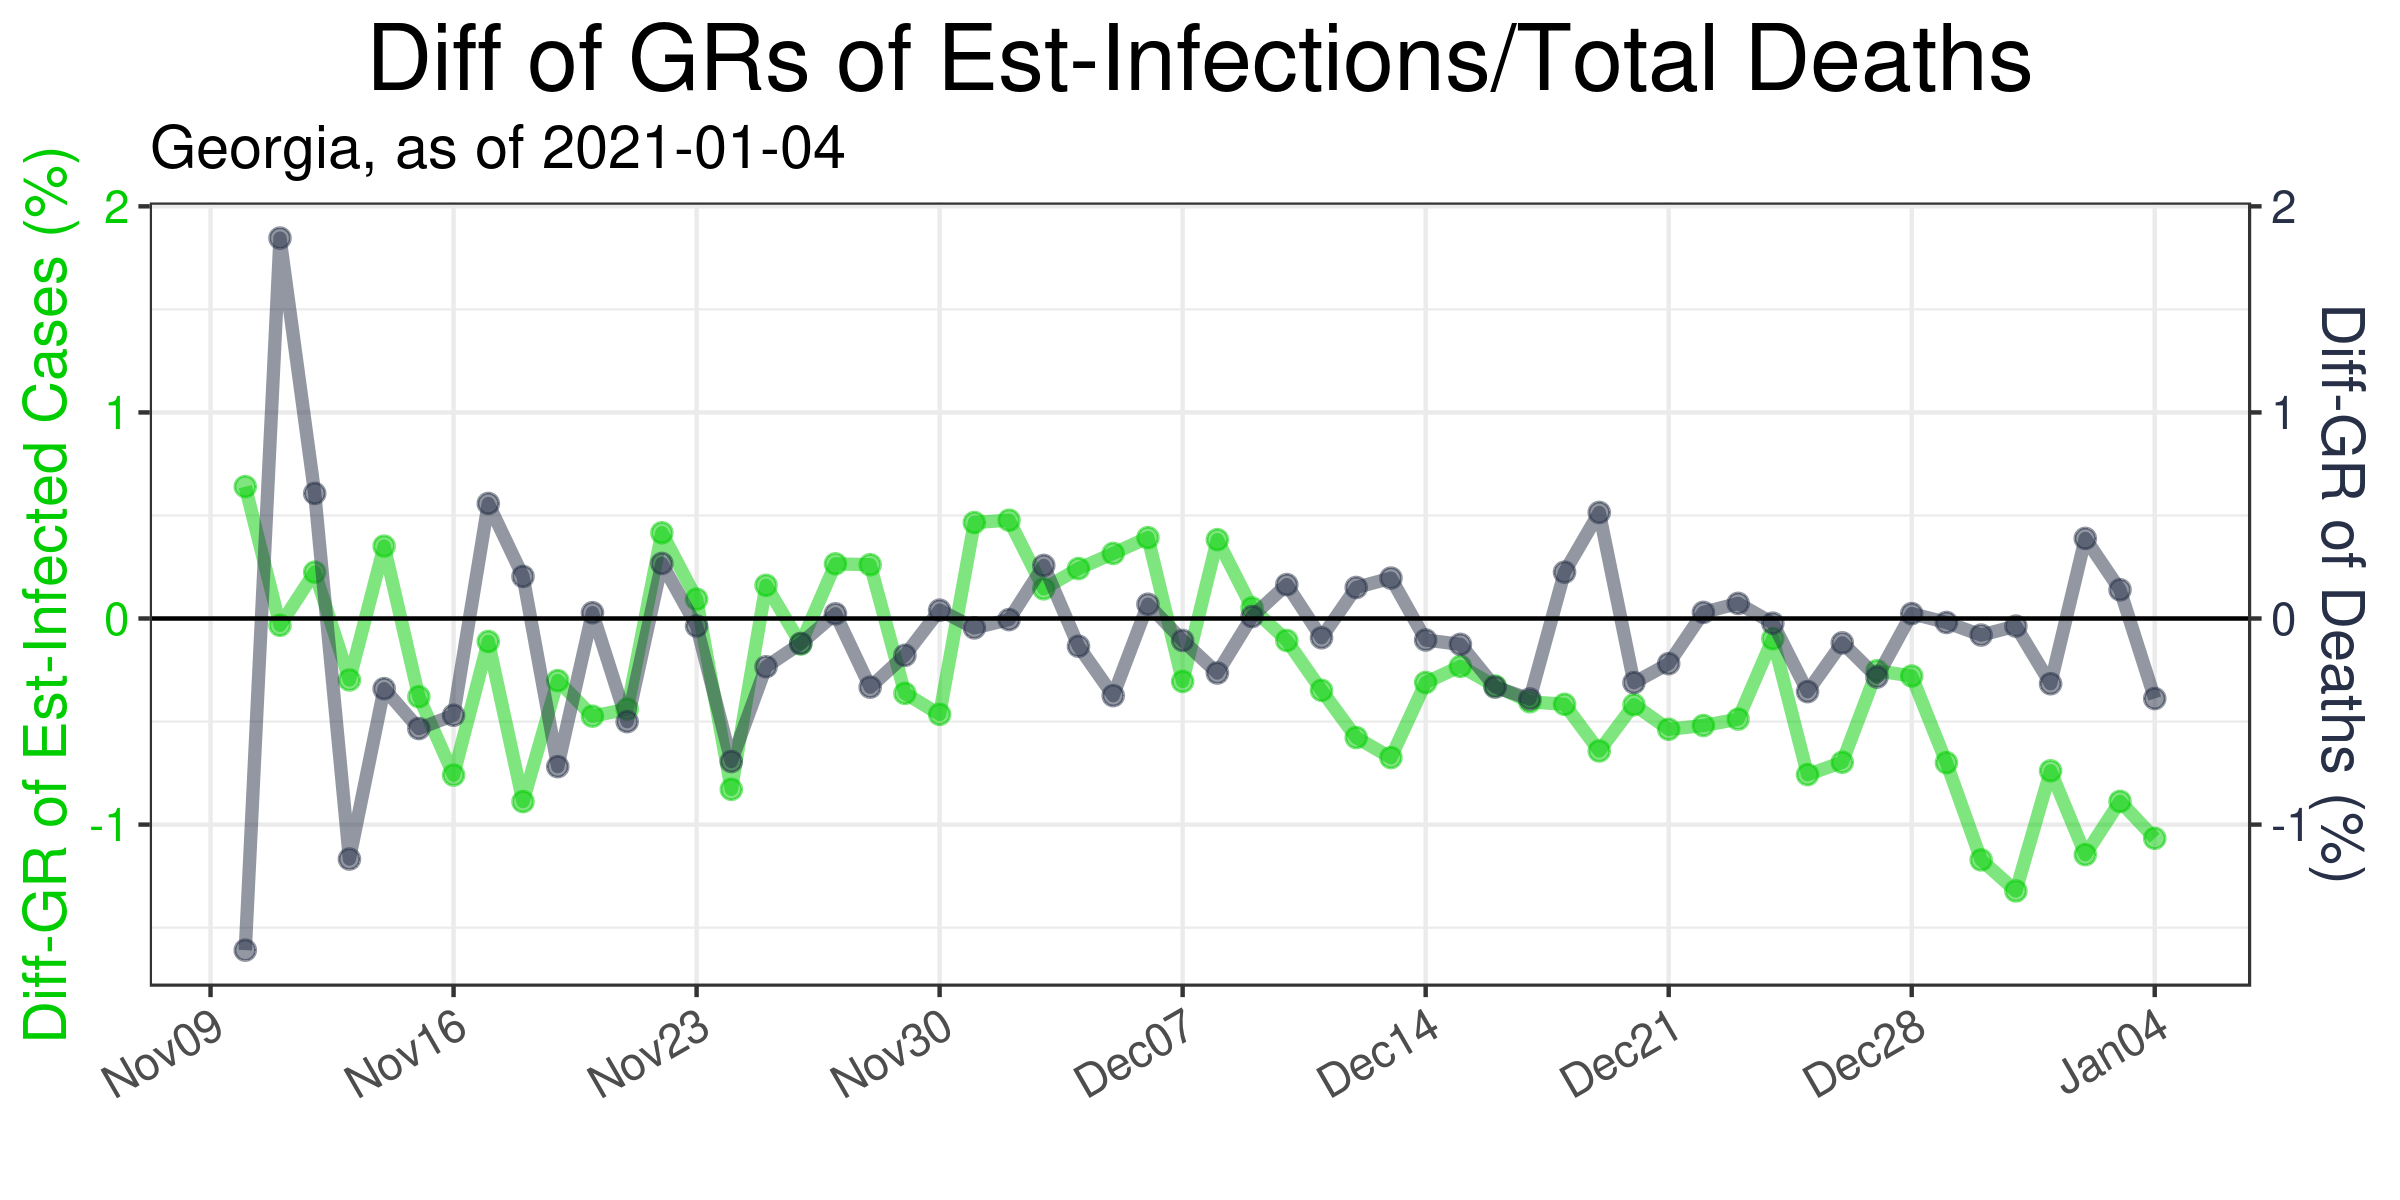 Diff of GRs of Est-Infections/Total Deaths
Georgia, as of 2021-01-04
Diff-GR of Est-Infected Cases (%)
2
1
0
-1
2
1
0
-1
Diff-GR of Deaths (%)
Nov09
Nov16
Nov23
Nov30
Dec07
Dec14
Dec21
Dec28
Jan04